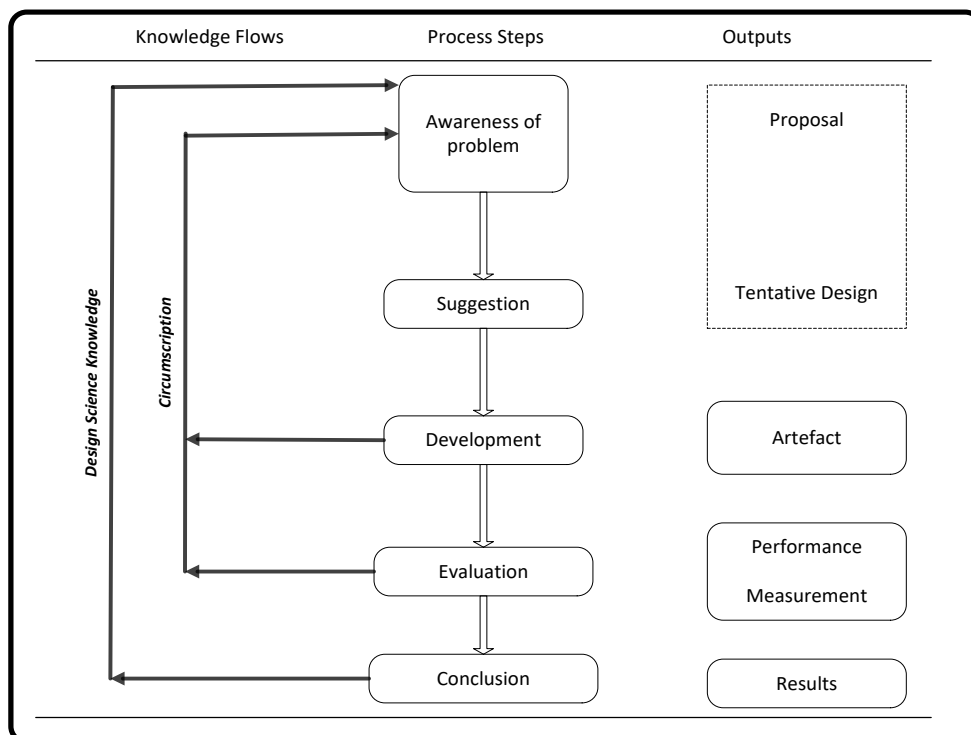 Knowledge Flows
Process Steps
Outputs
Awareness of
problem
Proposal
Suggestion
Tentative Design
Design Science Knowledge
Circumscription
Development
Artefact
Evaluation
Performance
Measurement
Conclusion
Results